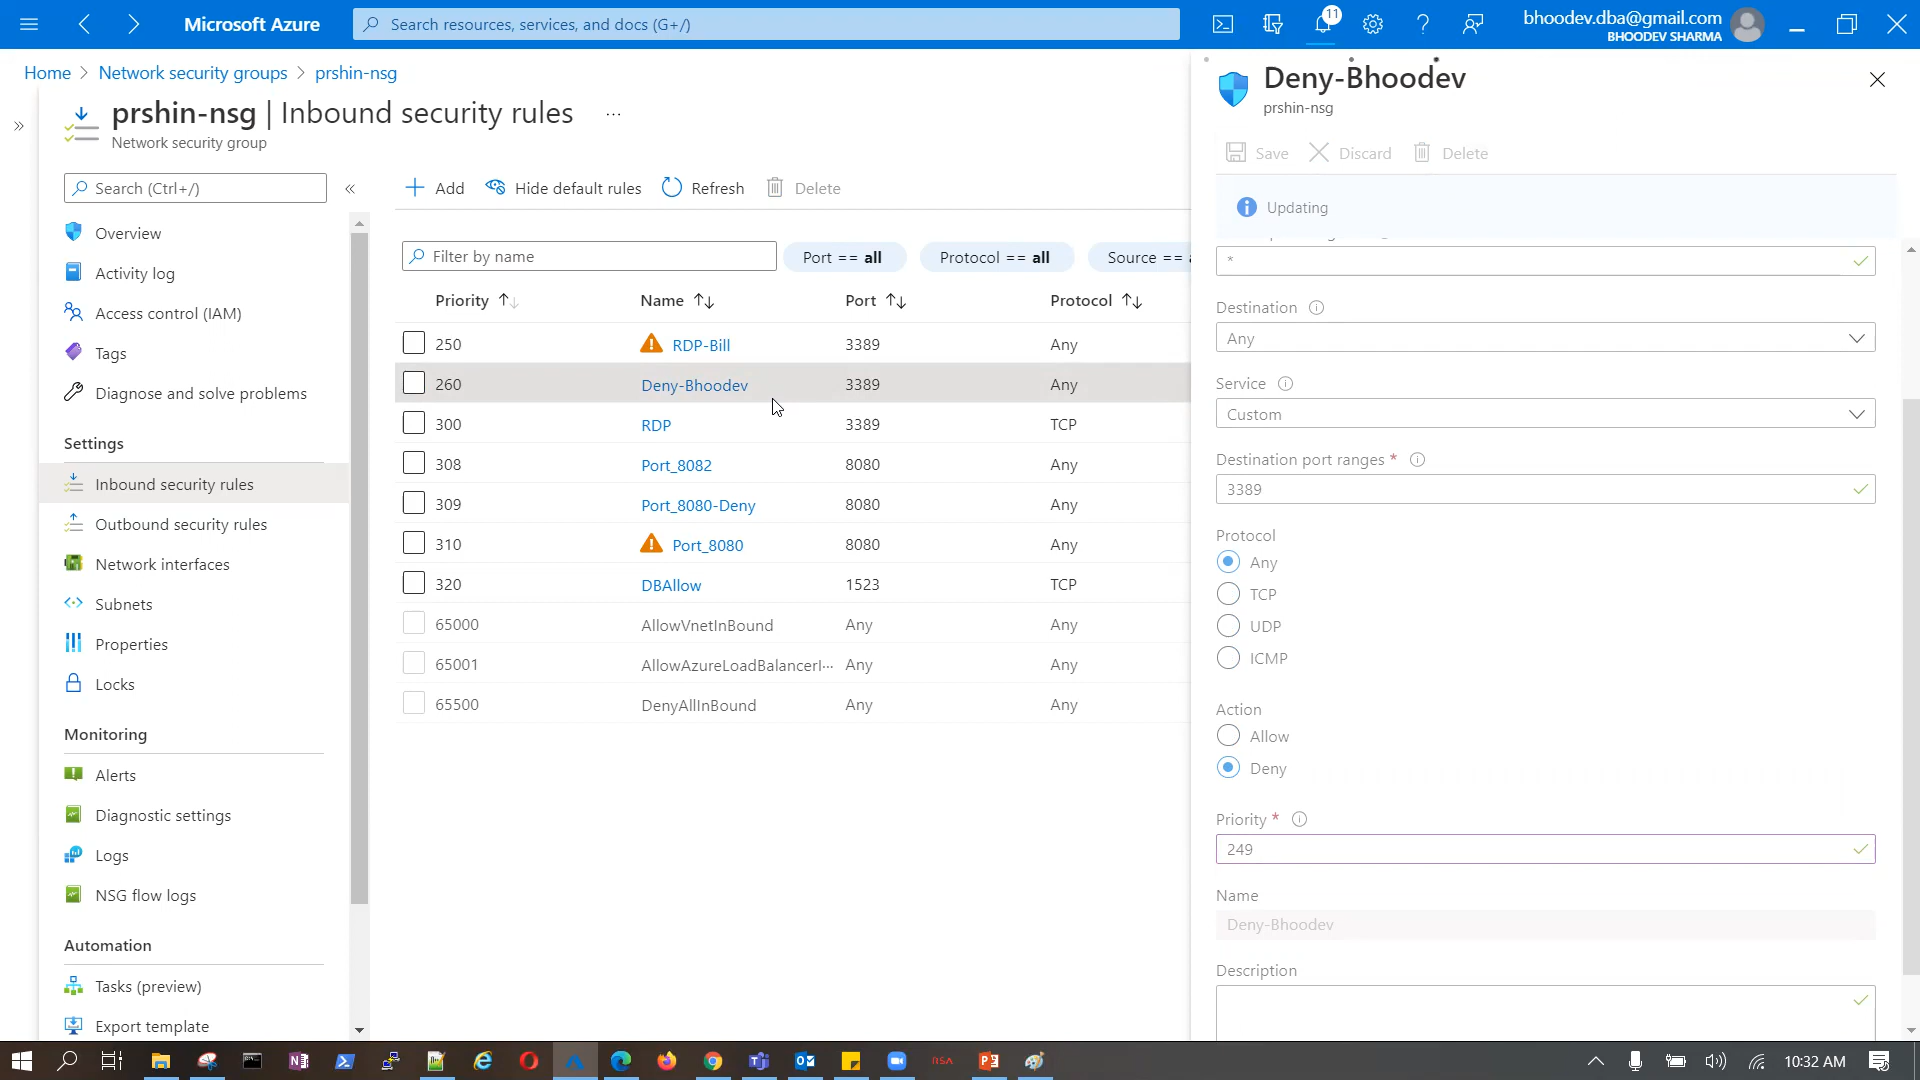 Microsoft Azure
Search resources, services, and docs (G+/)
11
bhoodev.dba@gmail.com
BHOODEV SHARMA
Home
Network security groups
prshin-nsg
prshin-nsg | Inbound security rules
...
Network security group
Search (Ctrl+/)
Overview
Activity log
Access control (IAM)
Tags
Diagnose and solve problems
Settings
Inbound security rules
Outbound security rules
Network interfaces
Subnets
Properties
Locks
Monitoring
Alerts
Diagnostic settings
Logs
NSG flow logs
Automation
Tasks (preview)
Export template
Add
Hide default rules
Refresh
Delete
Filter by name
Port == all
Protocol == all
Source ==
Priority Name Port Protocol
250 RDP-Bill 3389 Any
260 Deny-Bhoodev 3389 Any
300 RDP 3389 TCP
308 Port_8082 8080 Any
309 Port_8080-Deny 8080 Any
310 Port_8080 8080 Any
320 DBAllow 1523 TCP
65000 AllowVnetInBound Any Any
65001 AllowAzureLoadBalancerI... Any Any
65500 DenyAllInBound Any Any
Deny-Bhoodev
prshin-nsg
Save
Discard
Delete
Updating
*
Destination
Any
Service
Custom
Destination port ranges *
3389
Protocol
Any
TCP
UDP
ICMP
Action
Allow
Deny
Priority *
249
Name
Deny-Bhoodev
Description
RSA
10:32 AM